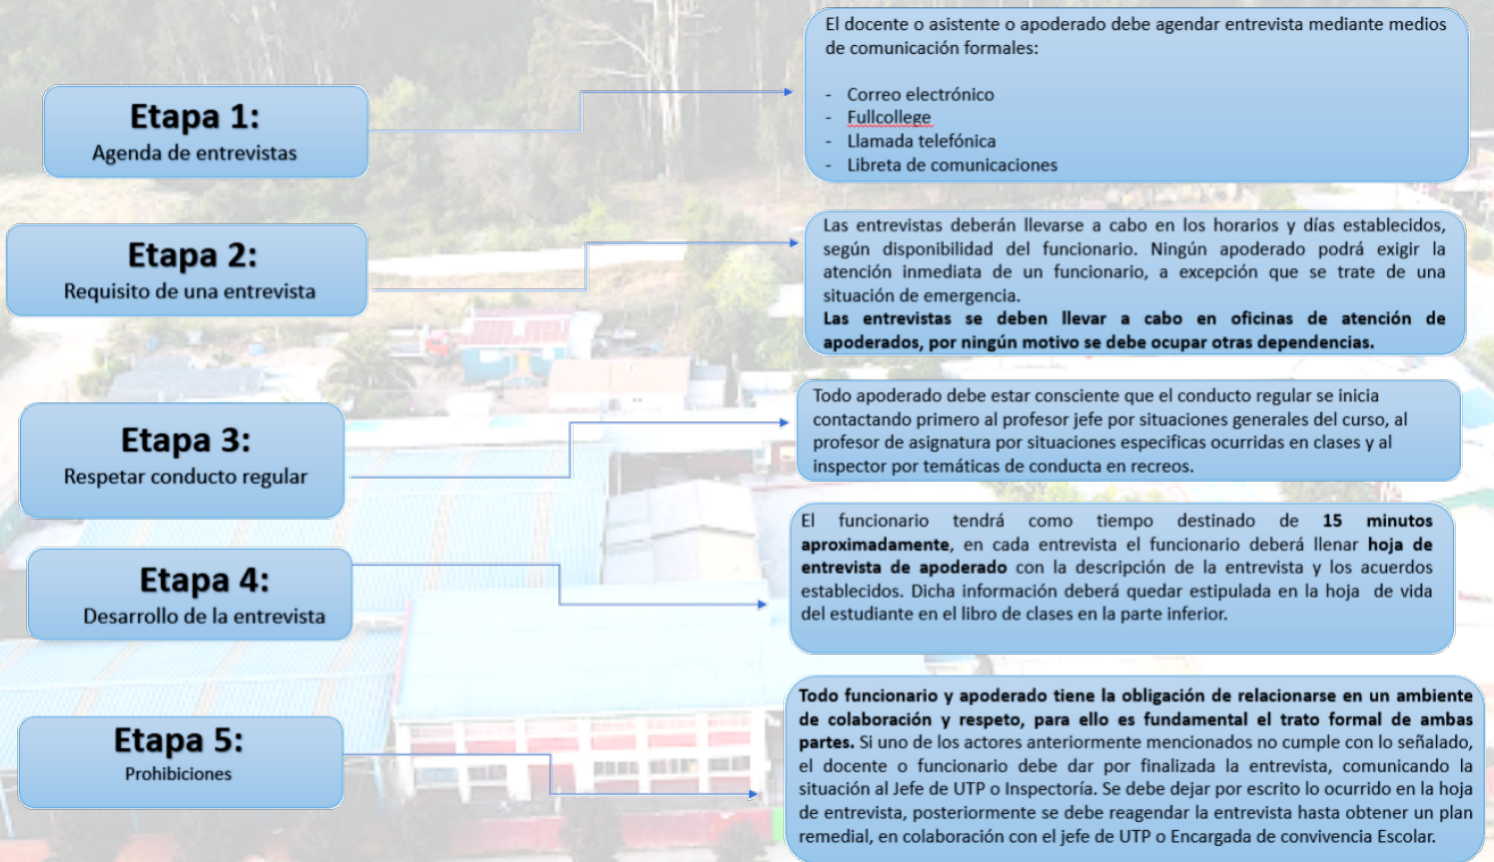 Etapa 1:
Agenda de entrevistas
El docente o asistente o apoderado debe agendar entrevista mediante medios
de comunicación formales:
- Correo electrónico
- Fullcollege
- Llamada telefónica
- Libreta de comunicaciones
Etapa 2:
Requisito de una entrevista
Las entrevistas deberán llevarse a cabo en los horarios y días establecidos,
según disponibilidad del funcionario. Ningún apoderado podrá exigir la
atención inmediata de un funcionario, a excepción que se trate de una
situación de emergencia.
Las entrevistas se deben llevar a cabo en oficinas de atención de
apoderados, por ningún motivo se debe ocupar otras dependencias.
Etapa 3:
Respetar conducto regular
Todo apoderado debe estar consciente que el conducto regular se inicia
contactando primero al profesor jefe por situaciones generales del curso, al
profesor de asignatura por situaciones especificas ocurridas en clases y al
inspector por temáticas de conducta en recreos.
Etapa 4:
Desarrollo de la entrevista
El funcionario tendrá como tiempo destinado de 15 minutos
aproximadamente, en cada entrevista el funcionario deberá llenar hoja de
entrevista de apoderado con la descripción de la entrevista y los acuerdos
establecidos. Dicha información deberá quedar estipulada en la hoja de vida
del estudiante en el libro de clases en la parte inferior.
Etapa 5:
Prohibiciones
Todo funcionario y apoderado tiene la obligación de relacionarse en un ambiente
de colaboración y respeto, para ello es fundamental el trato formal de ambas
partes. Si uno de los actores anteriormente mencionados no cumple con lo señalado,
el docente o funcionario debe dar por finalizada la entrevista, comunicando la
situación al Jefe de UTP o Inspectoría. Se debe dejar por escrito lo ocurrido en la hoja
de entrevista, posteriormente se debe reagendar la entrevista hasta obtener un plan
remedial, en colaboración con el jefe de UTP o Encargada de convivencia Escolar.